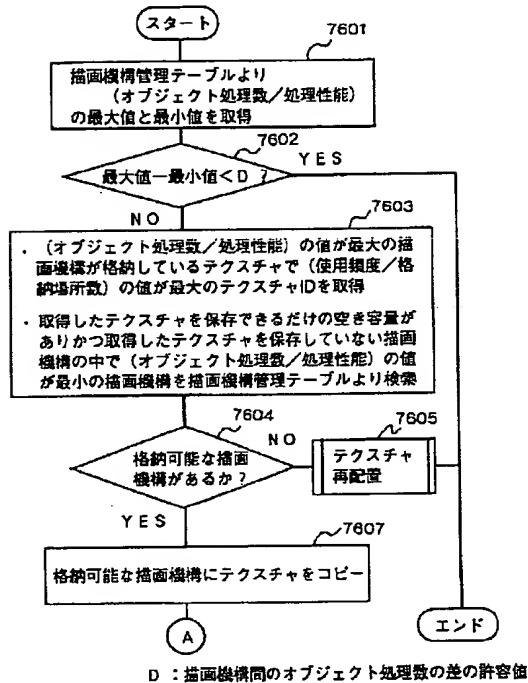 スタート
7601
描画機構管理テーブルより
(オブジェクト処理数/処理性能)
の最大値と最小値を取得
7602
YES
最大値ー最小値<D ?
NO
7603
・(オブジェクト処理数/処理性能)の値が最大の描
画機構が格納しているテクスチャで(使用頻度/格
納場所数)の値が最大のテクスチャIDを取得
・取得したテクスチャを保存できるだけの空き容量が
ありかつ取得したテクスチャを保存していない描画
機構の中で(オブジェクト処理数/処理性能)の値
が最小の描画機構を描画機構管理テーブルより検索
7604
NO
7605
格納可能な描画
機構があるか?
テクスチャ
再配置
YES
7607
格納可能な描画機構にテクスチャをコピー
A
エンド
D :描画機構間のオブジェクト処理数の差の許容値